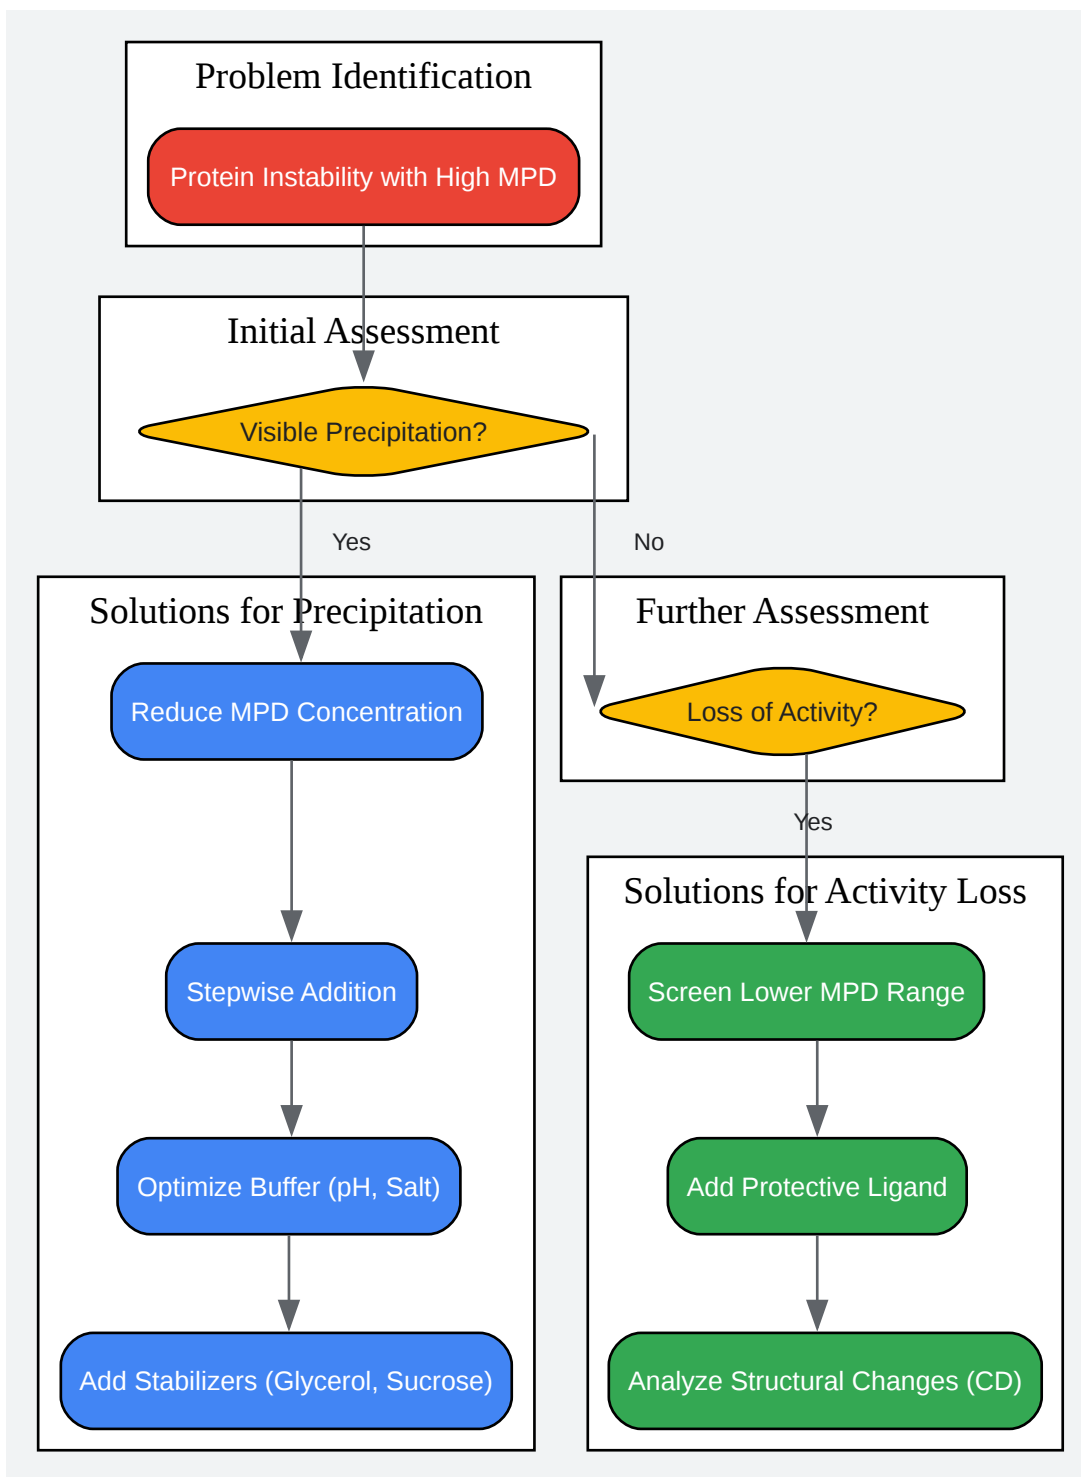 Problem Identification
Protein Instability with High MPD
Initial Assessment
Visible Precipitation?
Yes
No
Solutions for Precipitation
Reduce MPD Concentration
Stepwise Addition
Optimize Buffer (pH, Salt)
Add Stabilizers (Glycerol, Sucrose)
Further Assessment
Loss of Activity?
Yes
Solutions for Activity Loss
Screen Lower MPD Range
Add Protective Ligand
Analyze Structural Changes (CD)